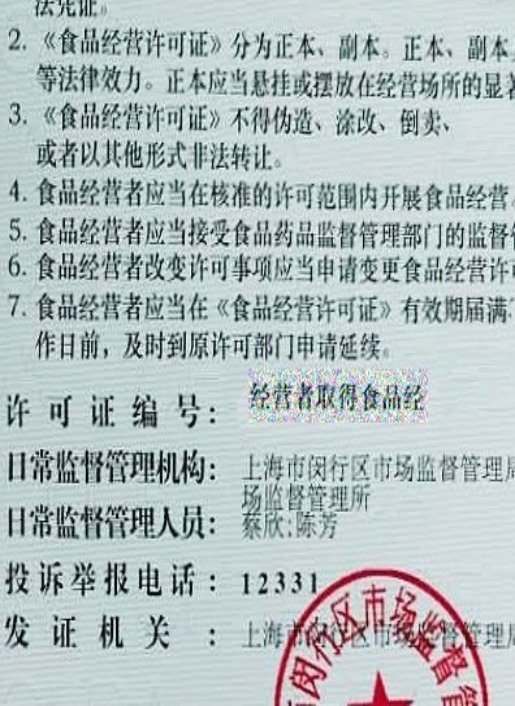 法凭证。
2. 《食品经营许可证》分为正本、副本。正本、副本
等法律效力。正本应当悬挂或摆放在经营场所的显著
3. 《食品经营许可证》不得伪造、涂改、倒卖、
或者以其他形式非法转让。
4. 食品经营者应当在核准的许可范围内开展食品经营
5. 食品经营者应当接受食品药品监督管理部门的监督
6. 食品经营者改变许可事项应当申请变更食品经营许
7. 食品经营者应当在《食品经营许可证》有效期届满
作日前，及时到原许可部门申请延续。
许可证编号： 经营者取得食品经
日常监督管理机构： 上海市闵行区市场监督管理局
场监督管理所
日常监督管理人员： 蔡欣;陈芳
投诉举报电话： 12331
发证机关： 上海市闵行区市场监督管理局
闵行区市场监督管